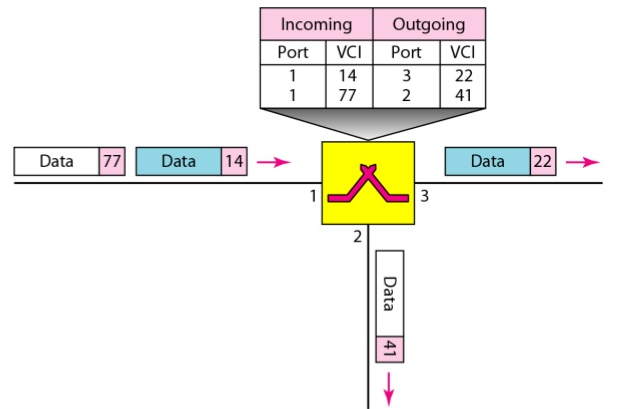 Incoming Outgoing
Port VCI Port VCI
1 14 3 22
1 77 2 41
Data 77 Data 14 Data 22
1 3
2
Data 41